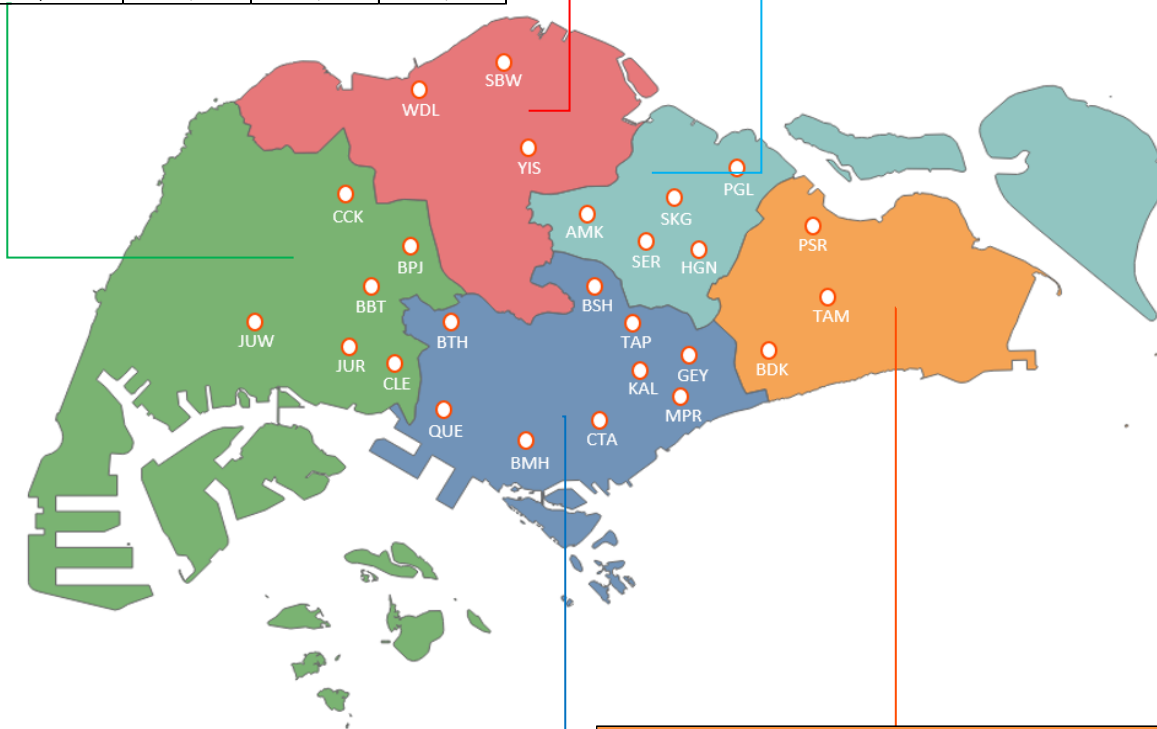 SBW
WDL
YIS
PGL
CCK
SKG
AMK
PSR
BPJ
SER
HGN
BBT
BSH
TAM
JUW
BTH
TAP
JUR
GEY
BDK
CLE
KAL
MPR
QUE
CTA
BMH